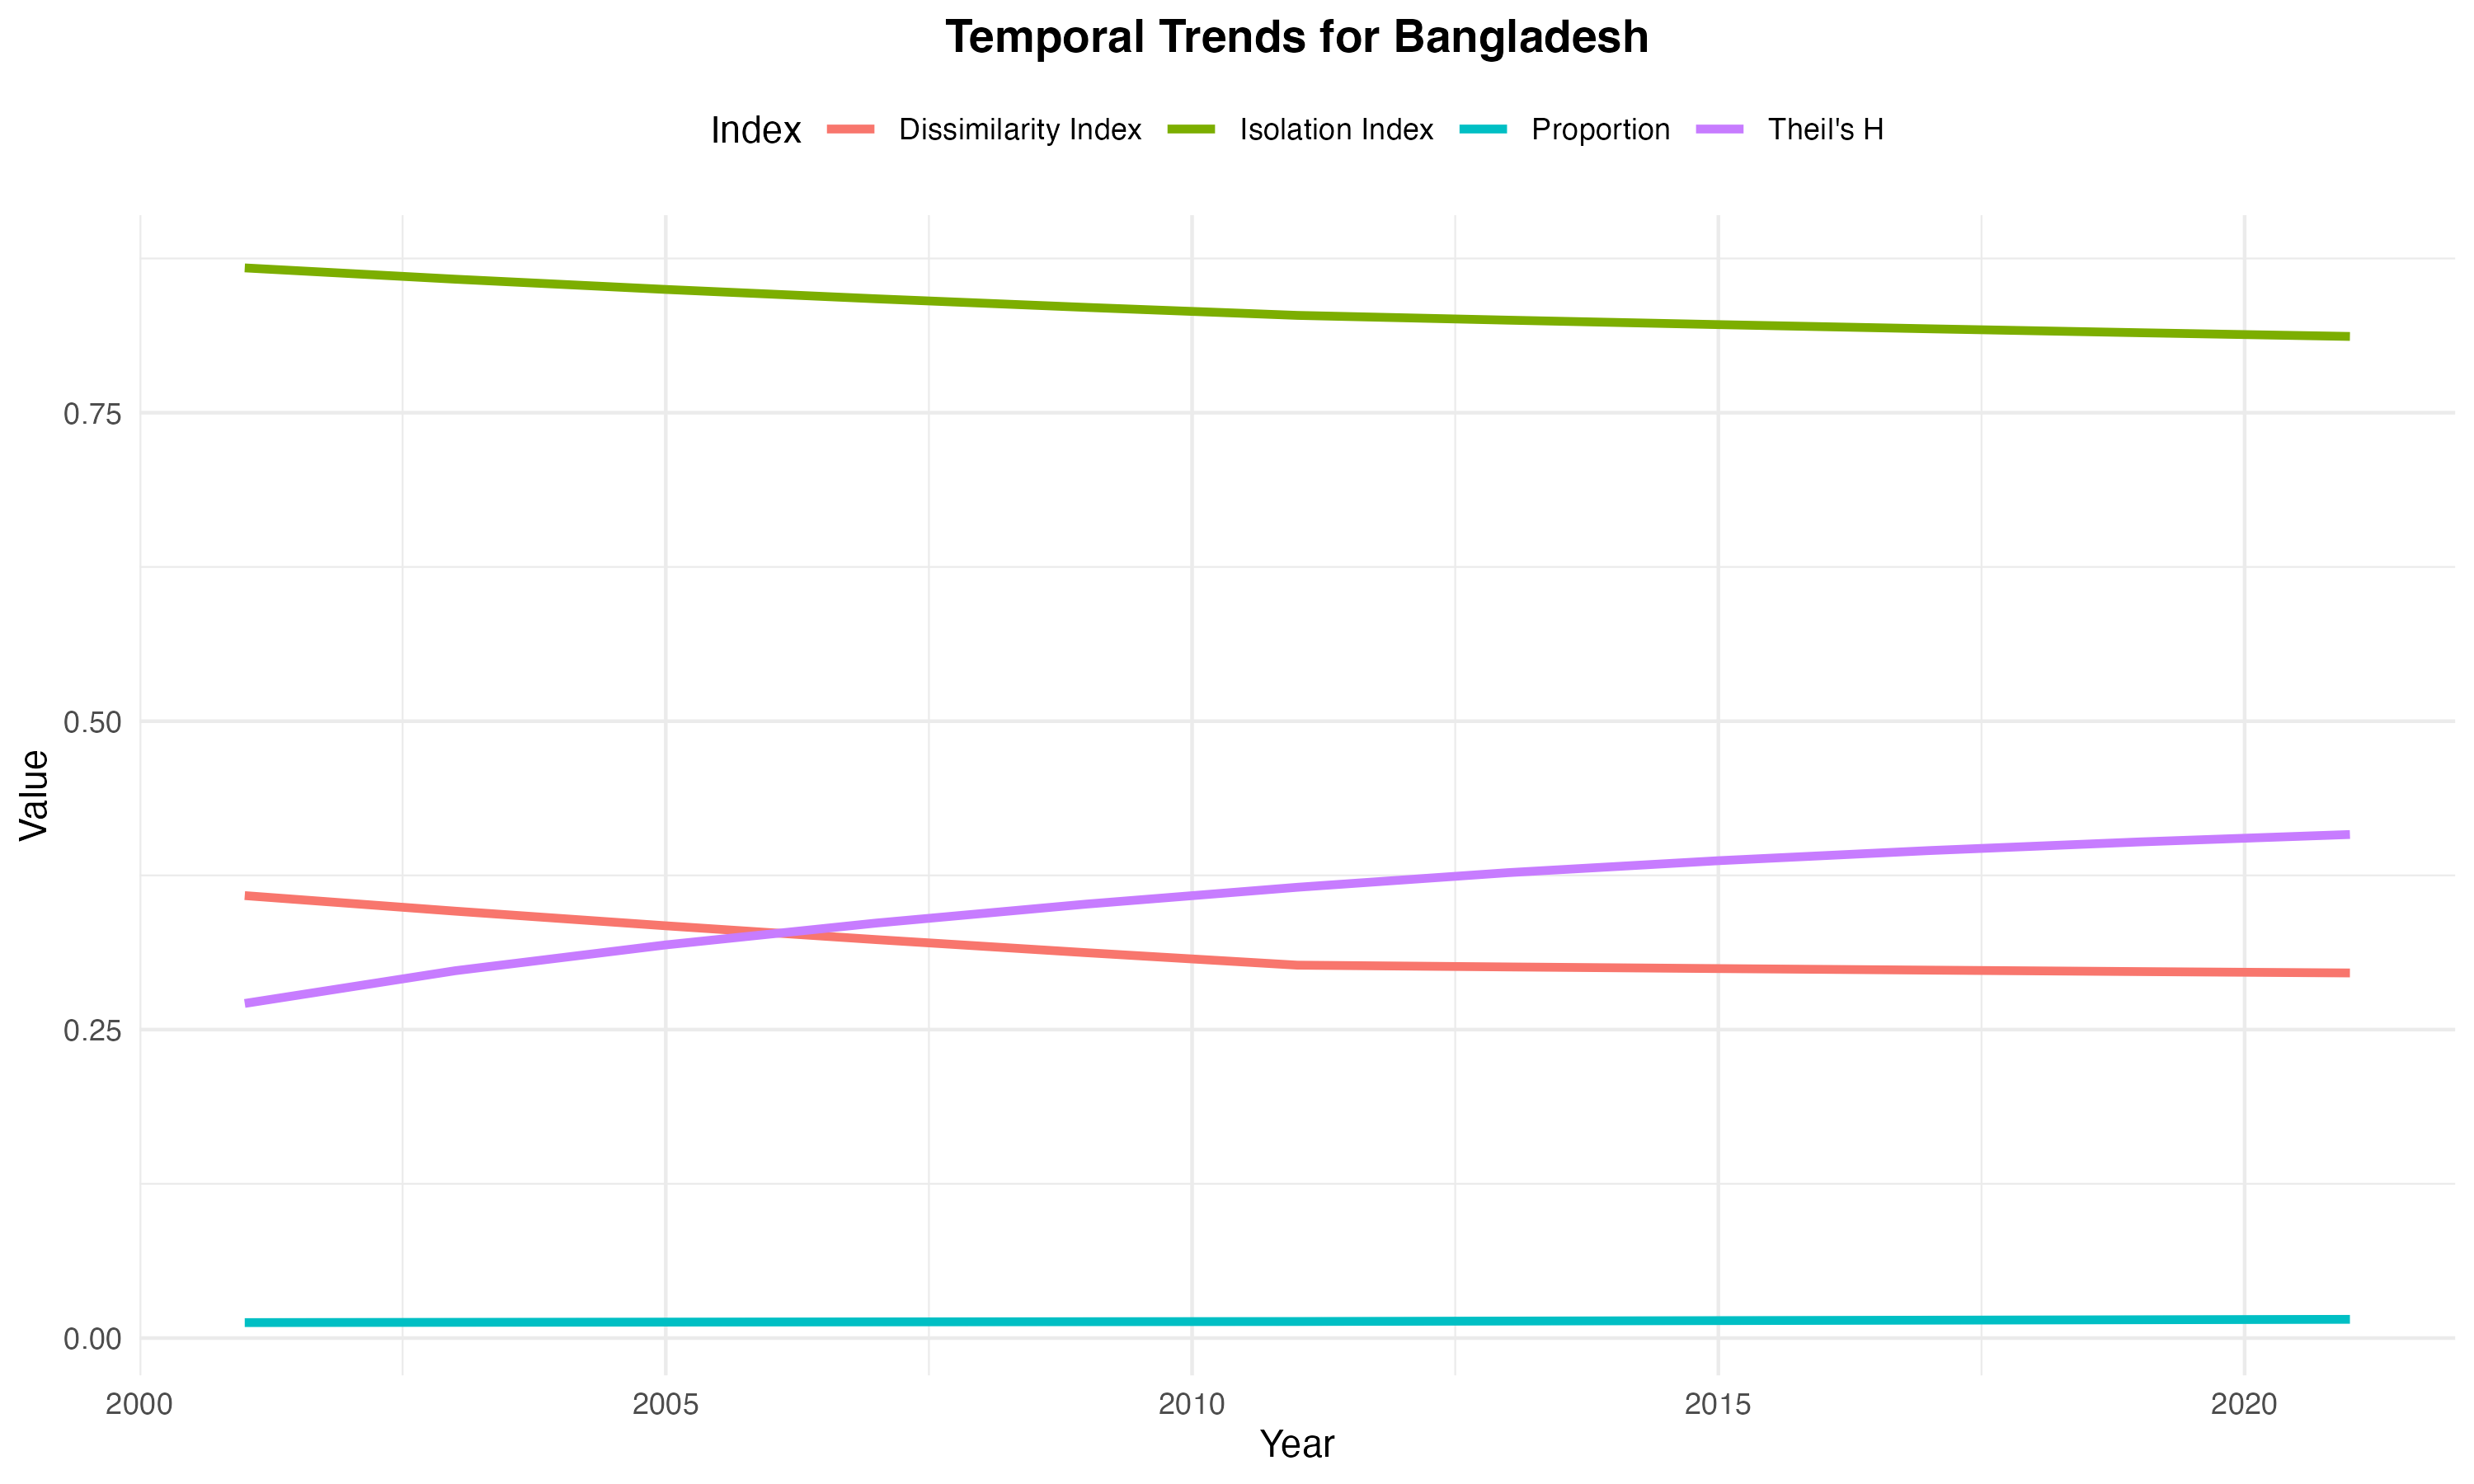 Temporal Trends for Bangladesh
Index Dissimilarity Index Isolation Index Proportion Theil's H
Value
0.75
0.50
0.25
0.00
2000 2005 2010 2015 2020
Year